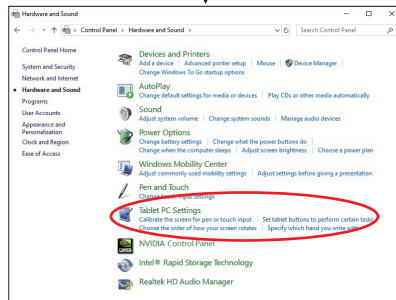 Hardware and Sound
Control Panel > Hardware and Sound >
Search Control Panel
Control Panel Home
System and Security
Network and Internet
Hardware and Sound
Programs
User Accounts
Appearance and
Personalization
Clock and Region
Ease of Access
Devices and Printers
Add a device | Advanced printer setup | Mouse | Device Manager |
Change Windows To Go startup options
AutoPlay
Change default settings for media or devices | Play CDs or other media automatically
Sound
Adjust system volume | Change system sounds | Manage audio devices
Power Options
Change battery settings | Change what the power buttons do |
Change when the computer sleeps | Adjust screen brightness | Choose a power plan
Windows Mobility Center
Adjust commonly used mobility settings | Adjust settings before giving a presentation
Pen and Touch
Change touch input settings
Tablet PC Settings
Calibrate the screen for pen or touch input | Set tablet buttons to perform certain tasks
Choose the order of how your screen rotates | Specify which hand you write with
NVIDIA Control Panel
Intel® Rapid Storage Technology
Realtek HD Audio Manager